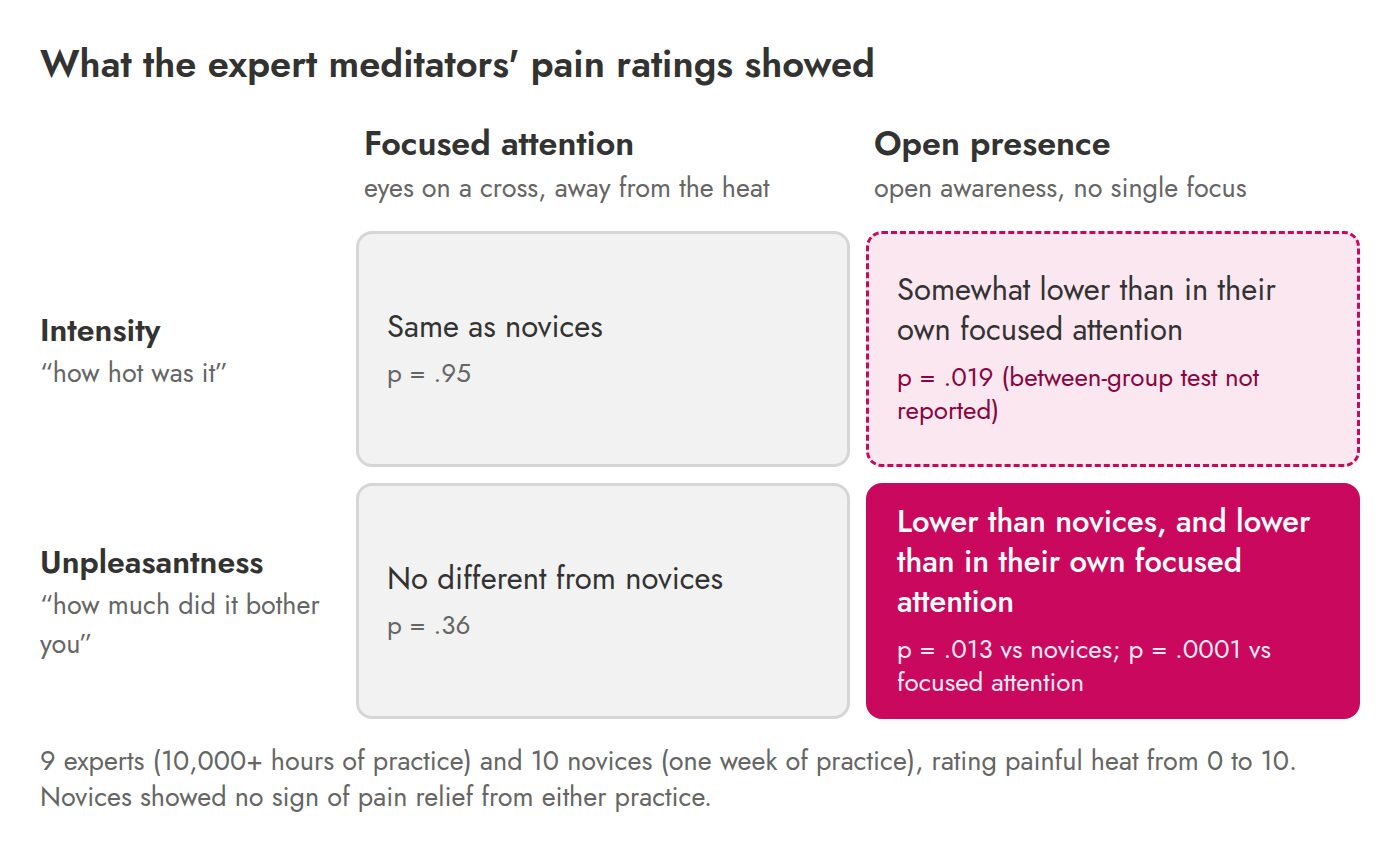 What the expert meditators' pain ratings showed
Focused attention
eyes on a cross, away from the heat
Open presence
open awareness, no single focus
Intensity
“how hot was it”
Same as novices
p = .95
Somewhat lower than in their
own focused attention
p = .019 (between-group test not
reported)
Unpleasantness
“how much did it bother
you”
No different from novices
p = .36
Lower than novices, and lower
than in their own focused
attention
p = .013 vs novices; p = .0001 vs
focused attention
9 experts (10,000+ hours of practice) and 10 novices (one week of practice), rating painful heat from 0 to 10.
Novices showed no sign of pain relief from either practice.